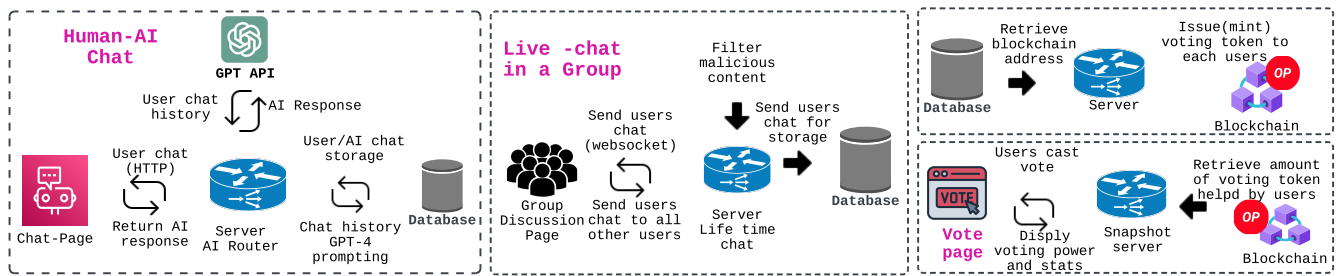 Human-AI
Chat
GPT API
User chat
history
AI Response
User chat
(HTTP)
User/AI chat
storage
Return AI
response
Chat-Page
Server
AI Router
Chat history
GPT-4
prompting
Database
Live -chat
in a Group
Filter
malicious
content
Send users
chat
(websocket)
Send users
chat for
storage
Group
Discussion
Page
Send users
chat to all
other users
Server
Life time
chat
Database
Retrieve
blockchain
address
Issue(mint)
voting token to
each users
OP
Database
Server
Blockchain
Users cast
vote
Retrieve amount
of voting token
helpd by users
VOTE
OP
Vote
page
Disply
voting power
and stats
Snapshot
server
Blockchain